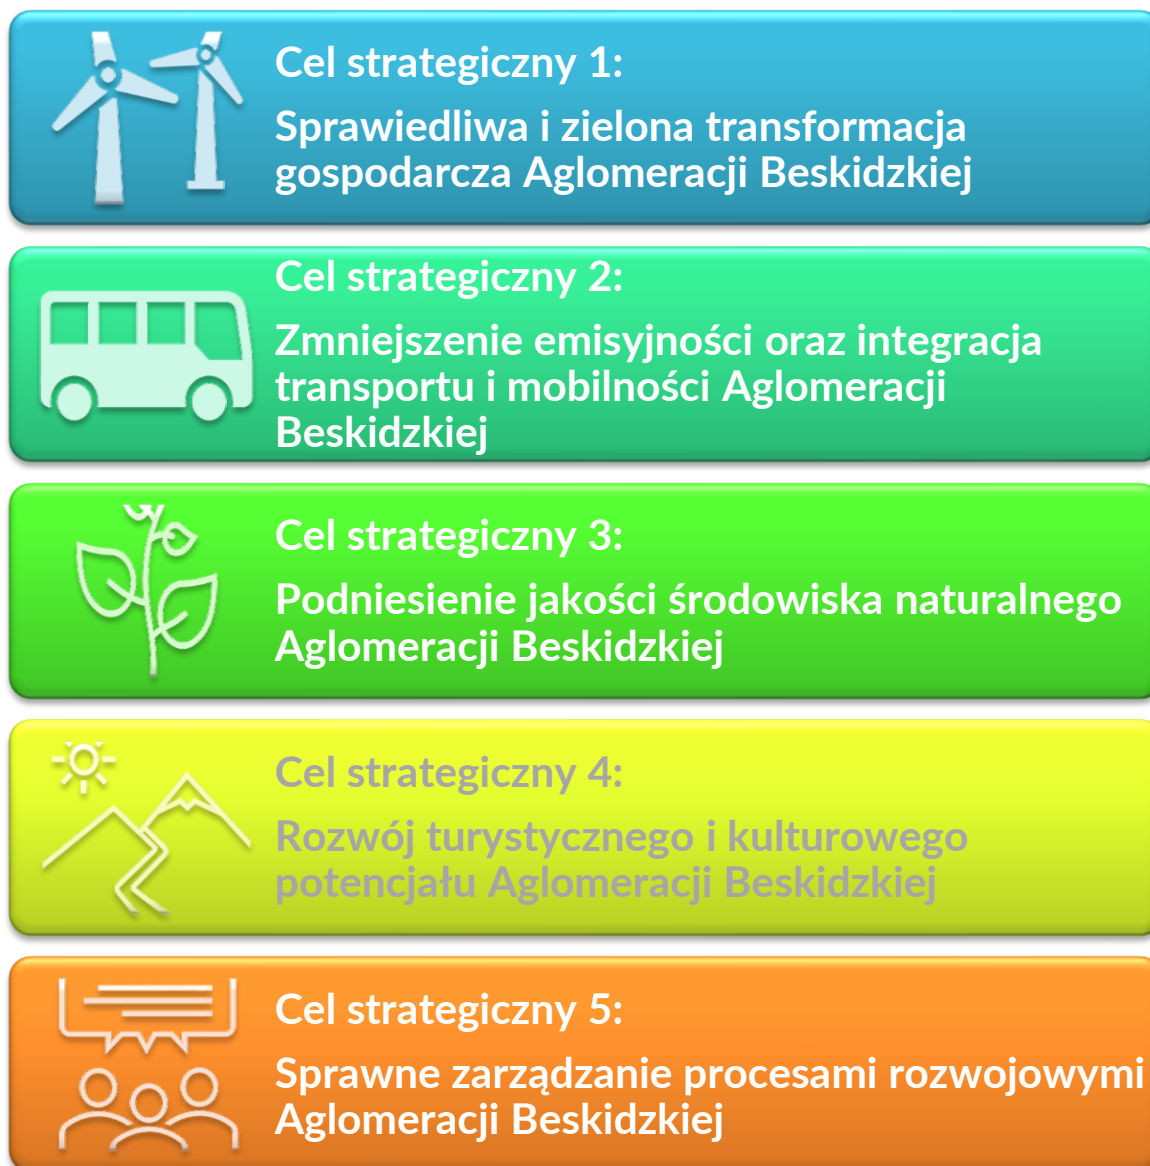 Cel strategiczny 1:
Sprawiedliwa i zielona transformacja
gospodarcza Aglomeracji Beskidzkiej
Cel strategiczny 2:
Zmniejszenie emisyjności oraz integracja
transportu i mobilności Aglomeracji
Beskidzkiej
Cel strategiczny 3:
Podniesienie jakości środowiska naturalnego
Aglomeracji Beskidzkiej
Cel strategiczny 4:
Rozwój turystycznego i kulturowego
potencjału Aglomeracji Beskidzkiej
Cel strategiczny 5:
Sprawne zarządzanie procesami rozwojowymi
Aglomeracji Beskidzkiej